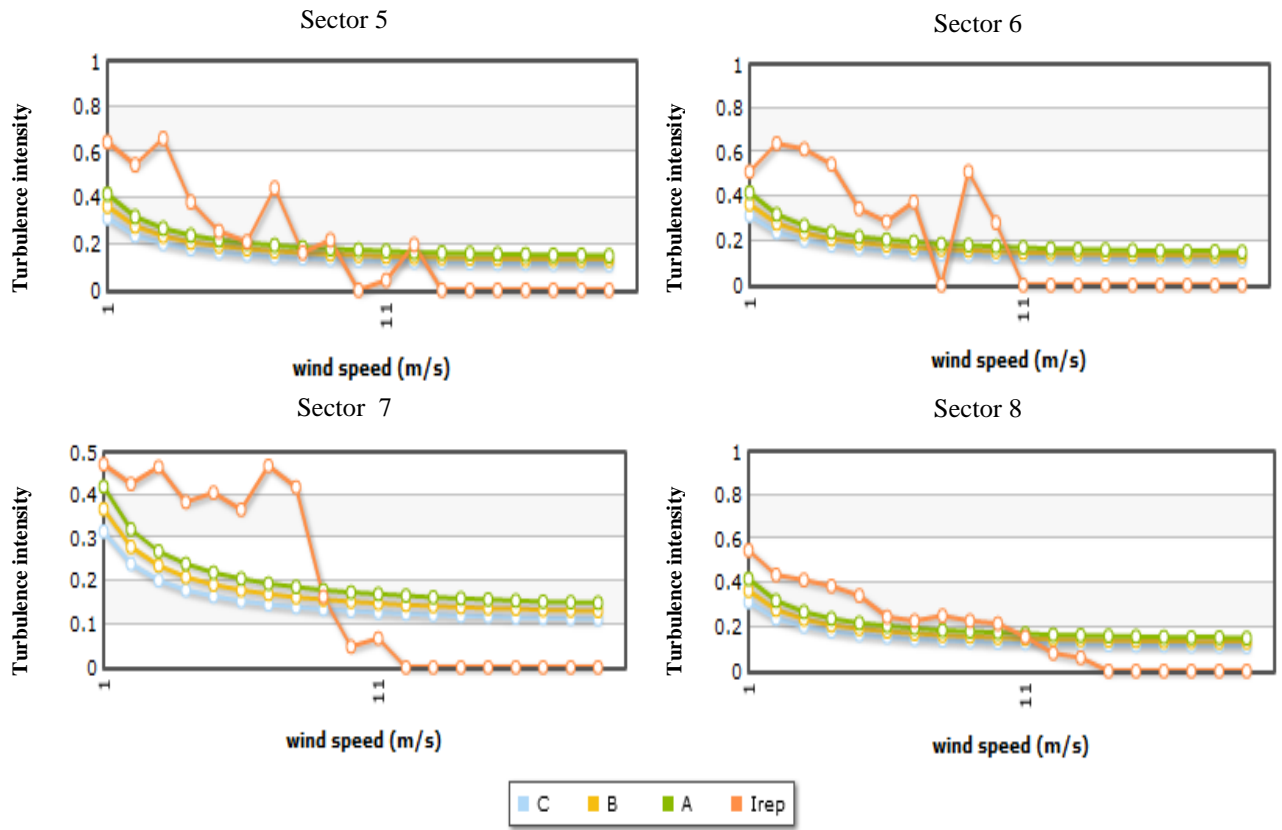 Sector 5
Turbulence intensity
1
0.8
0.6
0.4
0.2
0
1
11
wind speed (m/s)
Sector 6
Turbulence intensity
1
0.8
0.6
0.4
0.2
0
1
11
wind speed (m/s)
Sector 7
Turbulence intensity
0.5
0.4
0.3
0.2
0.1
0
1
11
wind speed (m/s)
Sector 8
Turbulence intensity
1
0.8
0.6
0.4
0.2
0
1
11
wind speed (m/s)
C B A Irep